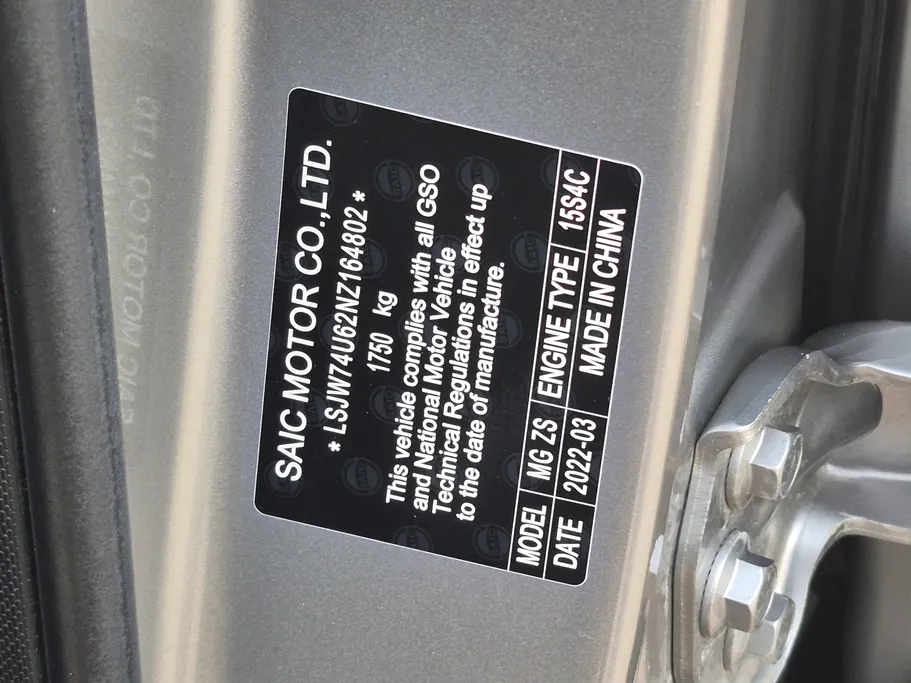 SAIC MOTOR CO.,LTD.
* LSJW74U62NZ164802 *
1750 kg
This vehicle complies with all GSO
and National Motor Vehicle
Technical Regulations in effect up
to the date of manufacture.
MODEL MG ZS ENGINE TYPE 15S4C
DATE 2022-03 MADE IN CHINA